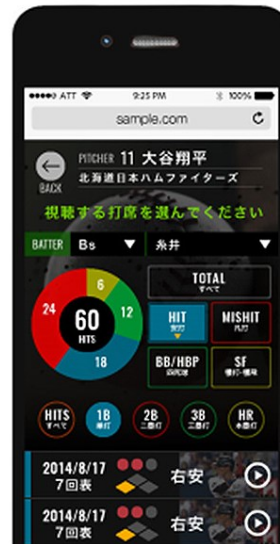 ATT 9:25 PM 100%
sample.com
PITCHER 11 大谷翔平
BACK 北海道日本ハムファイターズ
視聴する打席を選んでください
BATTER Bs 糸井
TOTAL
すべて
6
24 12
60
HITS
18
HIT MISHIT
安打 凡打
BB/HBP SF
四死球 犠打・犠飛
HITS 1B 2B 3B HR
すべて 単打 二塁打 三塁打 本塁打
2014/8/17
7回表 右安
2014/8/17
7回表 右安